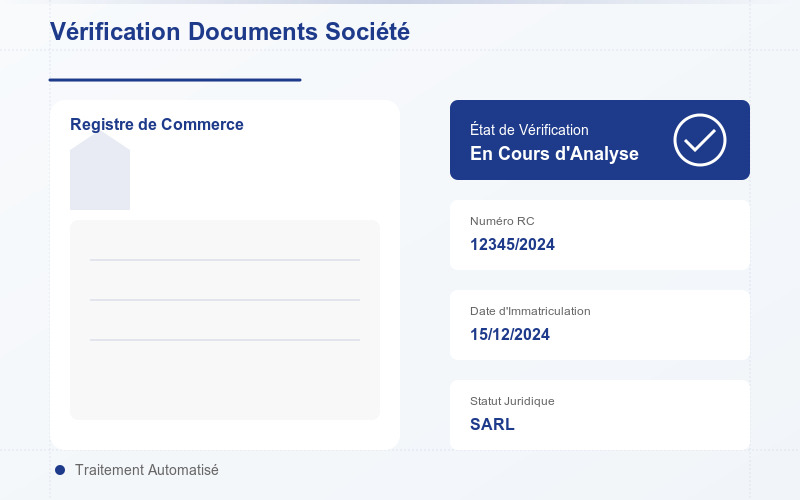 Vérification Documents Société
Registre de Commerce
État de Vérification
En Cours d'Analyse
Numéro RC
12345/2024
Date d'Immatriculation
15/12/2024
Statut Juridique
SARL
Traitement Automatisé